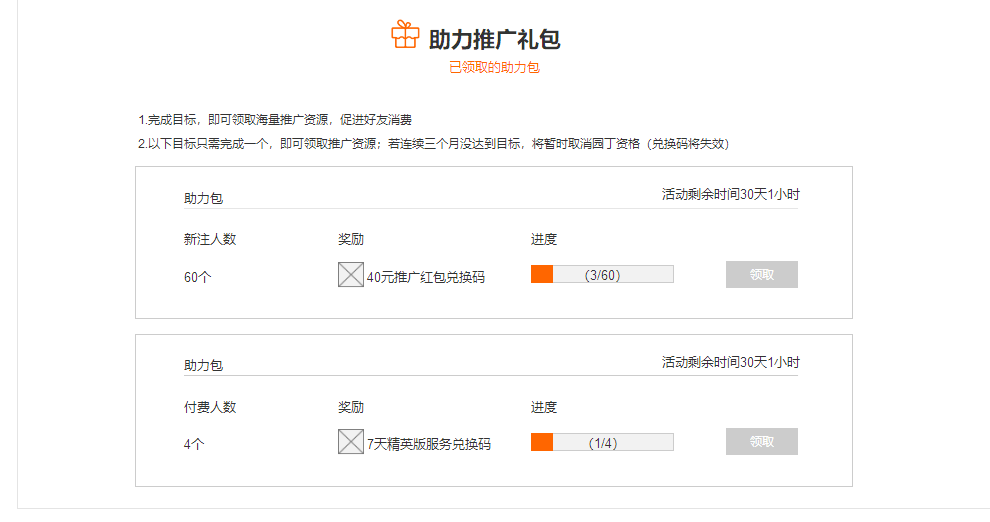 助力推广礼包
已领取的助力包
1.完成目标，即可领取海量推广资源，促进好友消费
2.以下目标只需完成一个，即可领取推广资源；若连续三个月没达到目标，将暂时取消园丁资格（兑换码将失效）
助力包 活动剩余时间30天1小时
新注人数 奖励 进度
60个 40元推广红包兑换码 （3/60） 领取
助力包 活动剩余时间30天1小时
付费人数 奖励 进度
4个 7天精英版服务兑换码 （1/4） 领取